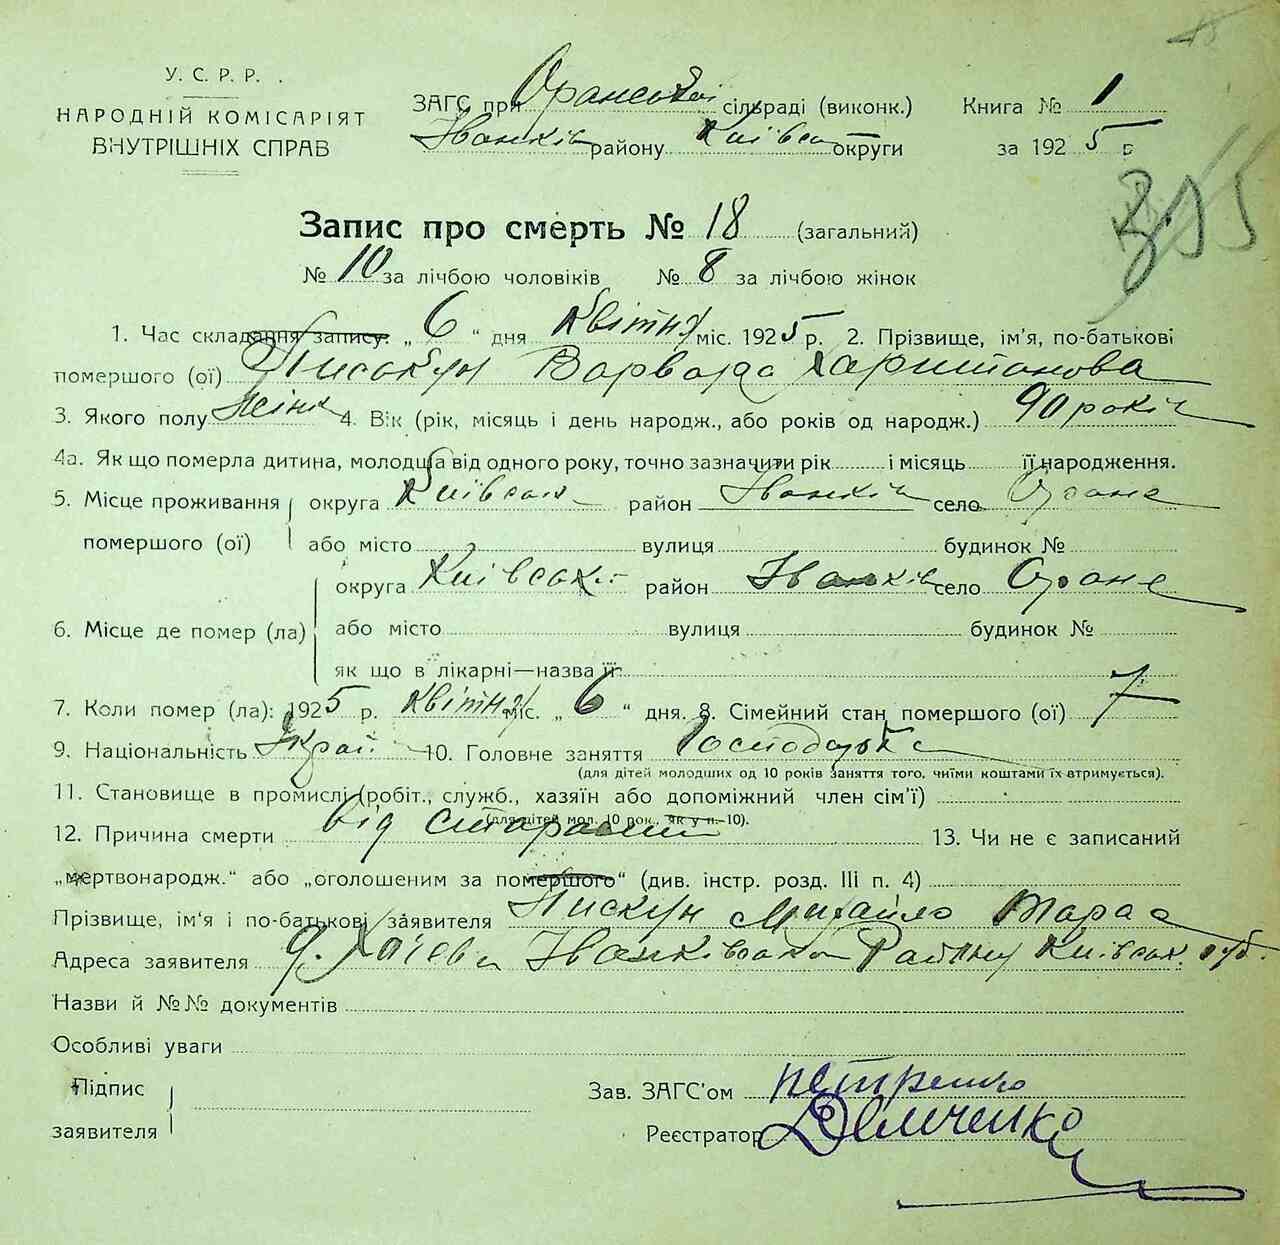 У. С. Р. Р.
НАРОДНІЙ КОМІСАРІЯТ
ВНУТРІШНІХ СПРАВ
ЗАГС при Оранській сільраді (виконк.)
Іванків району Київськ округи
Книга № 1
за 1925 р
Запис про смерть № 18 (загальний)
№ 10 за лічбою чоловіків № 8 за лічбою жінок
1. Час складання запису: „ 6 “ дня Квітня міс. 1925 р. 2. Прізвище, ім'я, по-батькові
помершого (ої) Пискун Варвара Харитонова
3. Якого полу жіно 4. Вік (рік, місяць і день народж., або років од народж.) 90 років
4а. Як що померла дитина, молодша від одного року, точно зазначити рік і місяць її народження.
5. Місце проживання округа Київська район Іванків село Оране
помершого (ої) або місто вулиця будинок №
округа Київська район Іванків село Оране
6. Місце де помер (ла) або місто вулиця будинок №
як що в лікарні—назва її:
7. Коли помер (ла): 1925 р. Квітня міс. „ 6 “ дня. 8. Сімейний стан помершого (ої)
9. Національність Украй 10. Головне заняття Господарка
(для дітей молодших од 10 років заняття того, чиїми коштами їх втримується).
11. Становище в промислі (робіт., служб., хазяїн або допоміжний член сім'ї)
(для дітей мол. 10 рок., як у п. 10).
12. Причина смерти від старости 13. Чи не є записаний
„мертвонародж.“ або „оголошеним за помершого“ (див. інстр. розд. III п. 4)
Прізвище, ім'я і по-батькові заявителя Пискун Михайло Тарас
Адреса заявителя Іванківського Району Київськ. губ.
Назви й №№ документів
Особливі уваги
Підпис
заявителя
Зав. ЗАГС'ом Петренко
Реєстратор Демченко